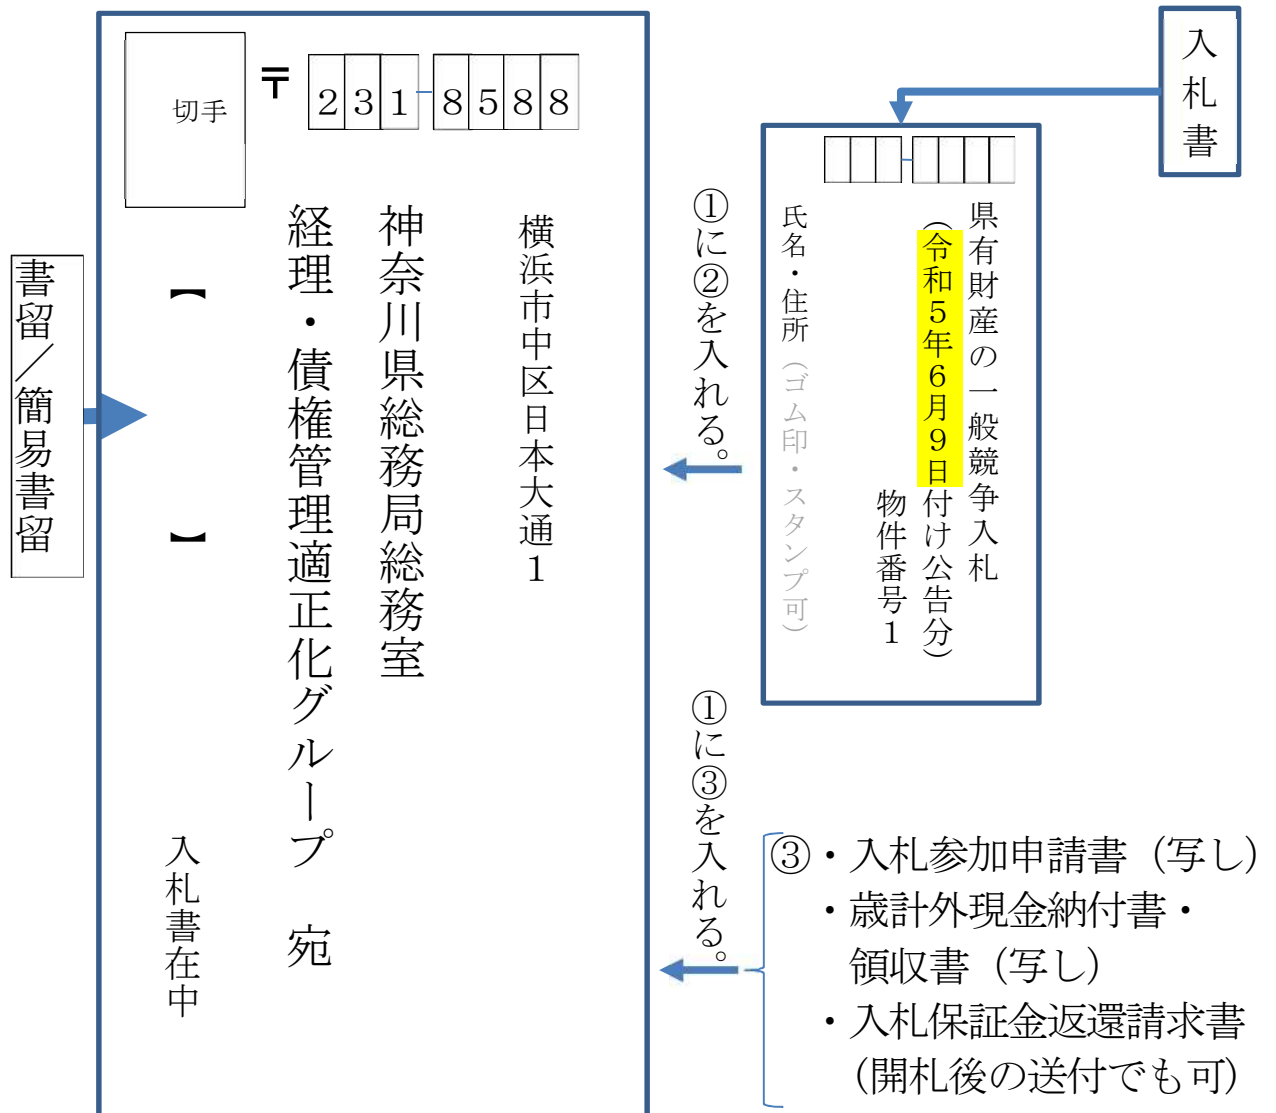 切手
〒 231-8588
横浜市中区日本大通1
神奈川県総務局総務室
経理・債権管理適正化グループ 宛
【 】
入札書在中
書留／簡易書留
入札書
県有財産の一般競争入札
(令和5年6月9日付け公告分)
物件番号1
氏名・住所(ゴム印・スタンプ可)
①に②を入れる。
①に③を入れる。
③・入札参加申請書(写し)
・歳計外現金納付書・
領収書(写し)
・入札保証金返還請求書
(開札後の送付でも可)